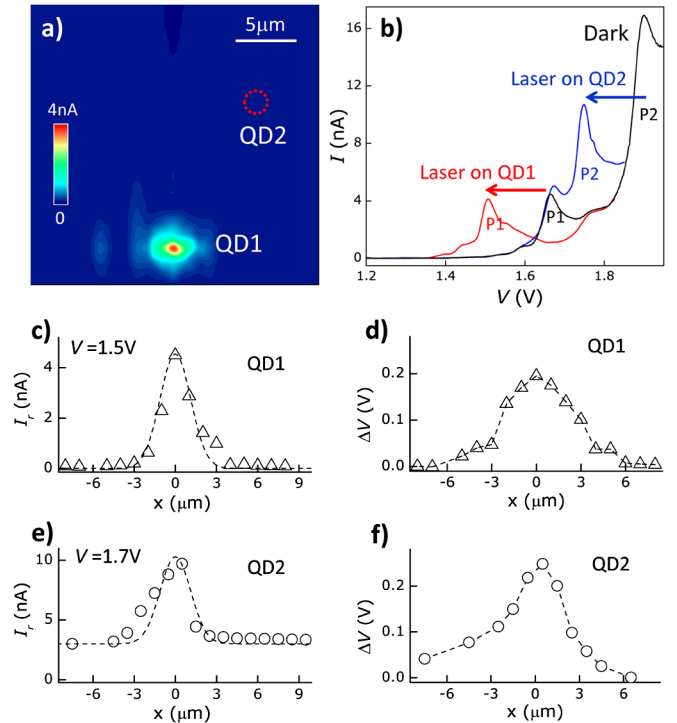 a)
5μm
4nA
0
QD2
QD1
b)
Dark
Laser on QD2
P2
Laser on QD1
P2
P1
P1
16
12
8
4
0
I (nA)
1.2
1.4
1.6
1.8
V (V)
c)
V =1.5V
QD1
4
2
0
I_r (nA)
-6
-3
0
3
6
9
x (μm)
d)
QD1
0.2
0.1
0.0
ΔV (V)
-6
-3
0
3
6
x (μm)
e)
V =1.7V
QD2
10
5
0
I_r (nA)
-6
-3
0
3
6
9
x (μm)
f)
QD2
0.2
0.1
0.0
ΔV (V)
-6
-3
0
3
6
x (μm)